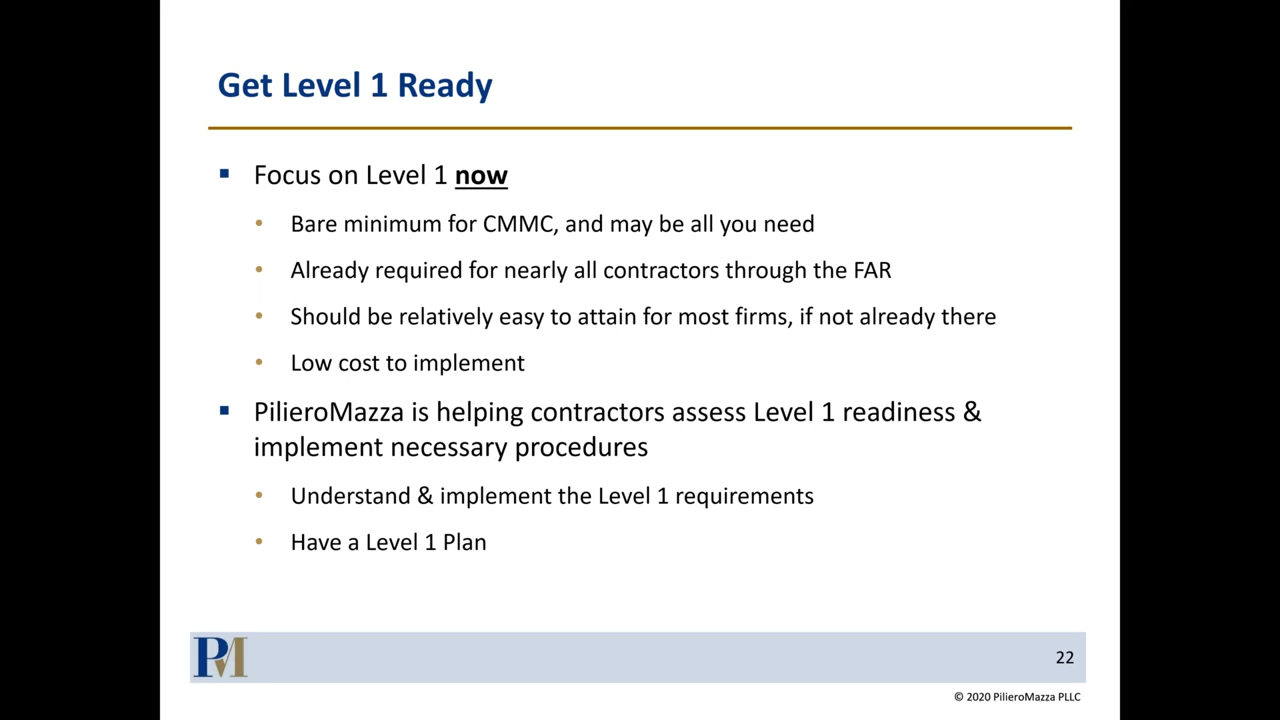 Get Level 1 Ready
▪ Focus on Level 1 now
• Bare minimum for CMMC, and may be all you need
• Already required for nearly all contractors through the FAR
• Should be relatively easy to attain for most firms, if not already there
• Low cost to implement
▪ PilieroMazza is helping contractors assess Level 1 readiness &
implement necessary procedures
• Understand & implement the Level 1 requirements
• Have a Level 1 Plan
PM
22
© 2020 PilieroMazza PLLC